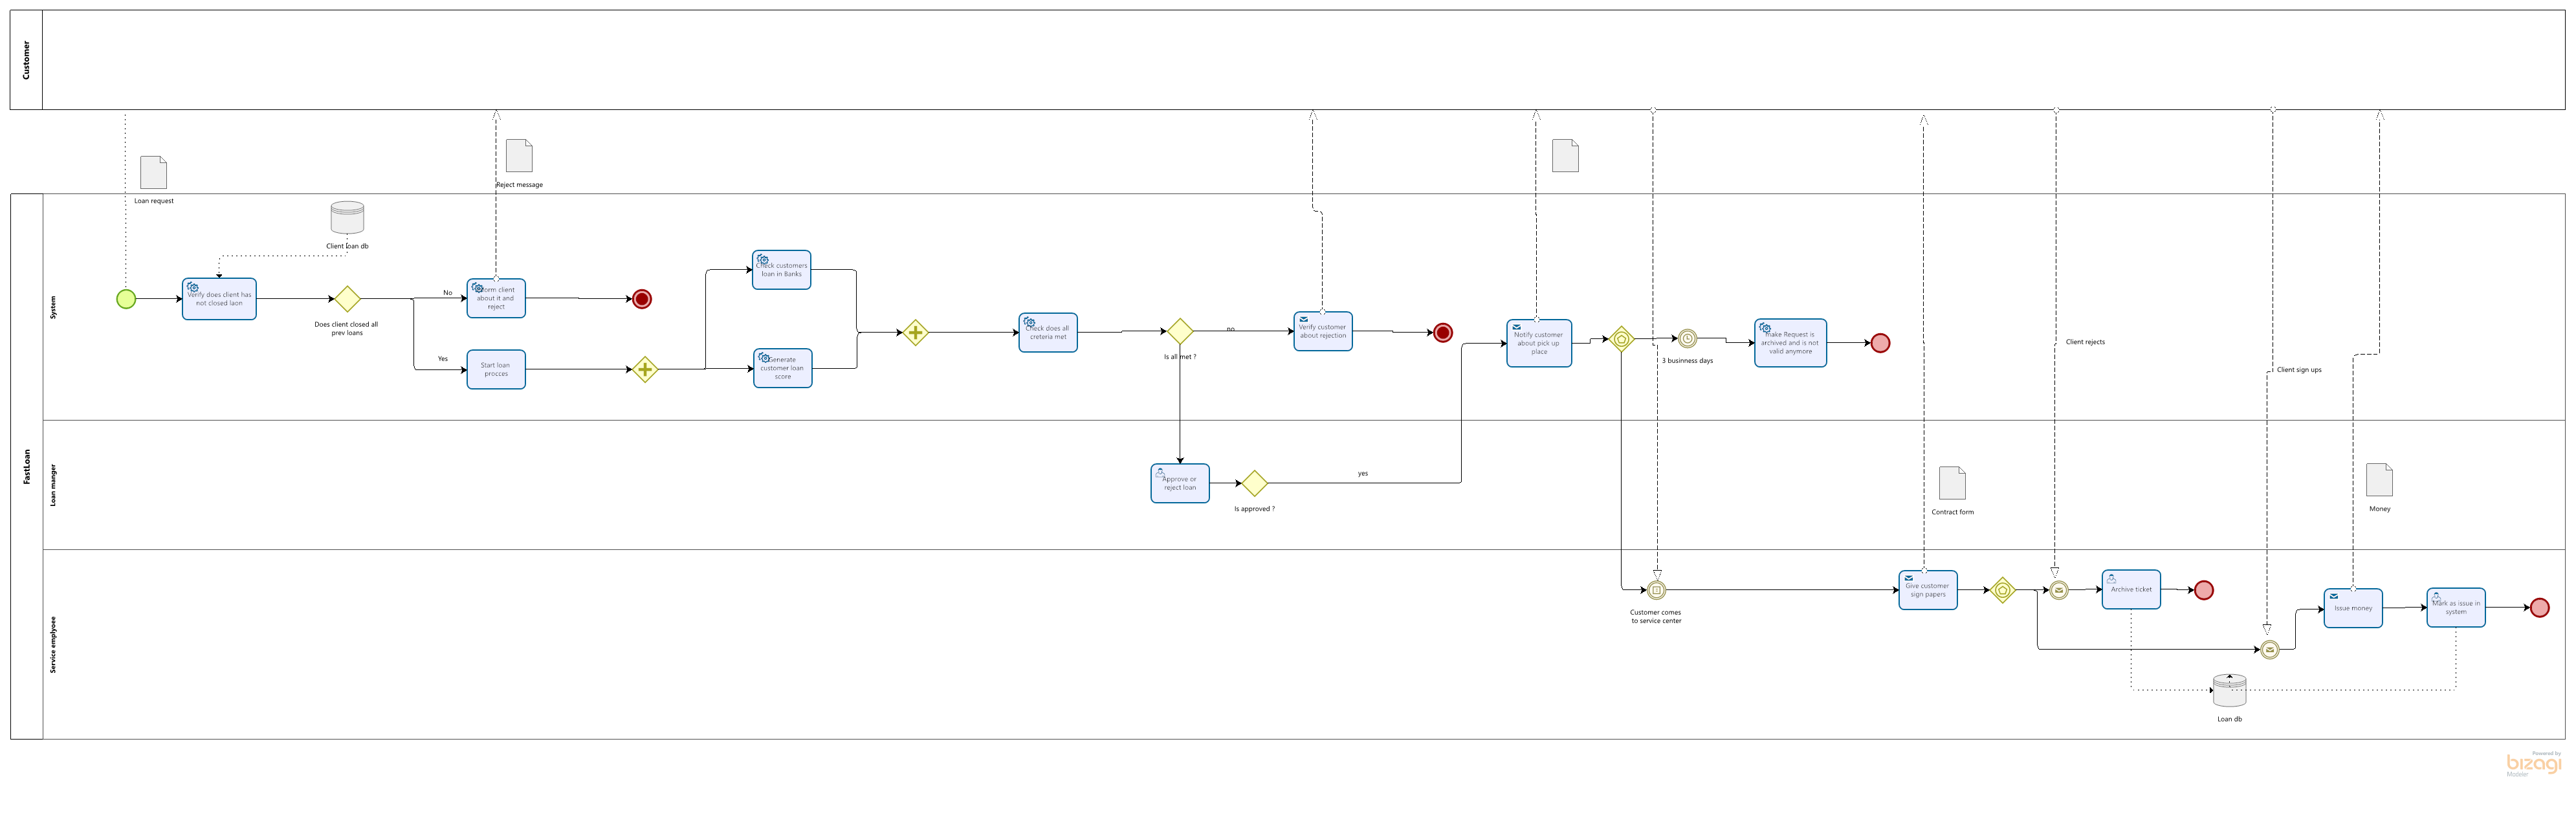 Customer
Loan request
Reject message
FastLoan
System
Client loan db
Verify does client has
not closed laon
Does client closed all
prev loans
No
about it and
reject
Yes
Start loan
procces
Check customers
loan in Banks
Generate
customer loan
score
Check does all
creteria met
Is all met ?
no
Verify customer
about rejection
Notify customer
about pick up
place
3 businness days
make Request is
archived and is not
valid anymore
Client rejects
Client sign ups
Loan manager
Approve or
reject loan
Is approved ?
yes
Contract form
Money
Service emplyoee
Customer comes
to service center
Give customer
sign papers
Archive ticket
Issue money
Mark as issue in
system
Loan db
Powered by
bizagi
Modeler